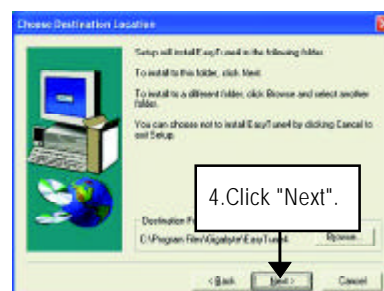 Choose Destination Location
Setup will install EasyTune4 in the following folder.
To install to this folder, click Next.
To install to a different folder, click Browse and select another
folder.
You can choose not to install EasyTune4 by clicking Cancel to
exit Setup.
4.Click "Next".
Destination
C:\Program Files\Gigabyte\EasyTune4
Browse...
< Back
Next >
Cancel